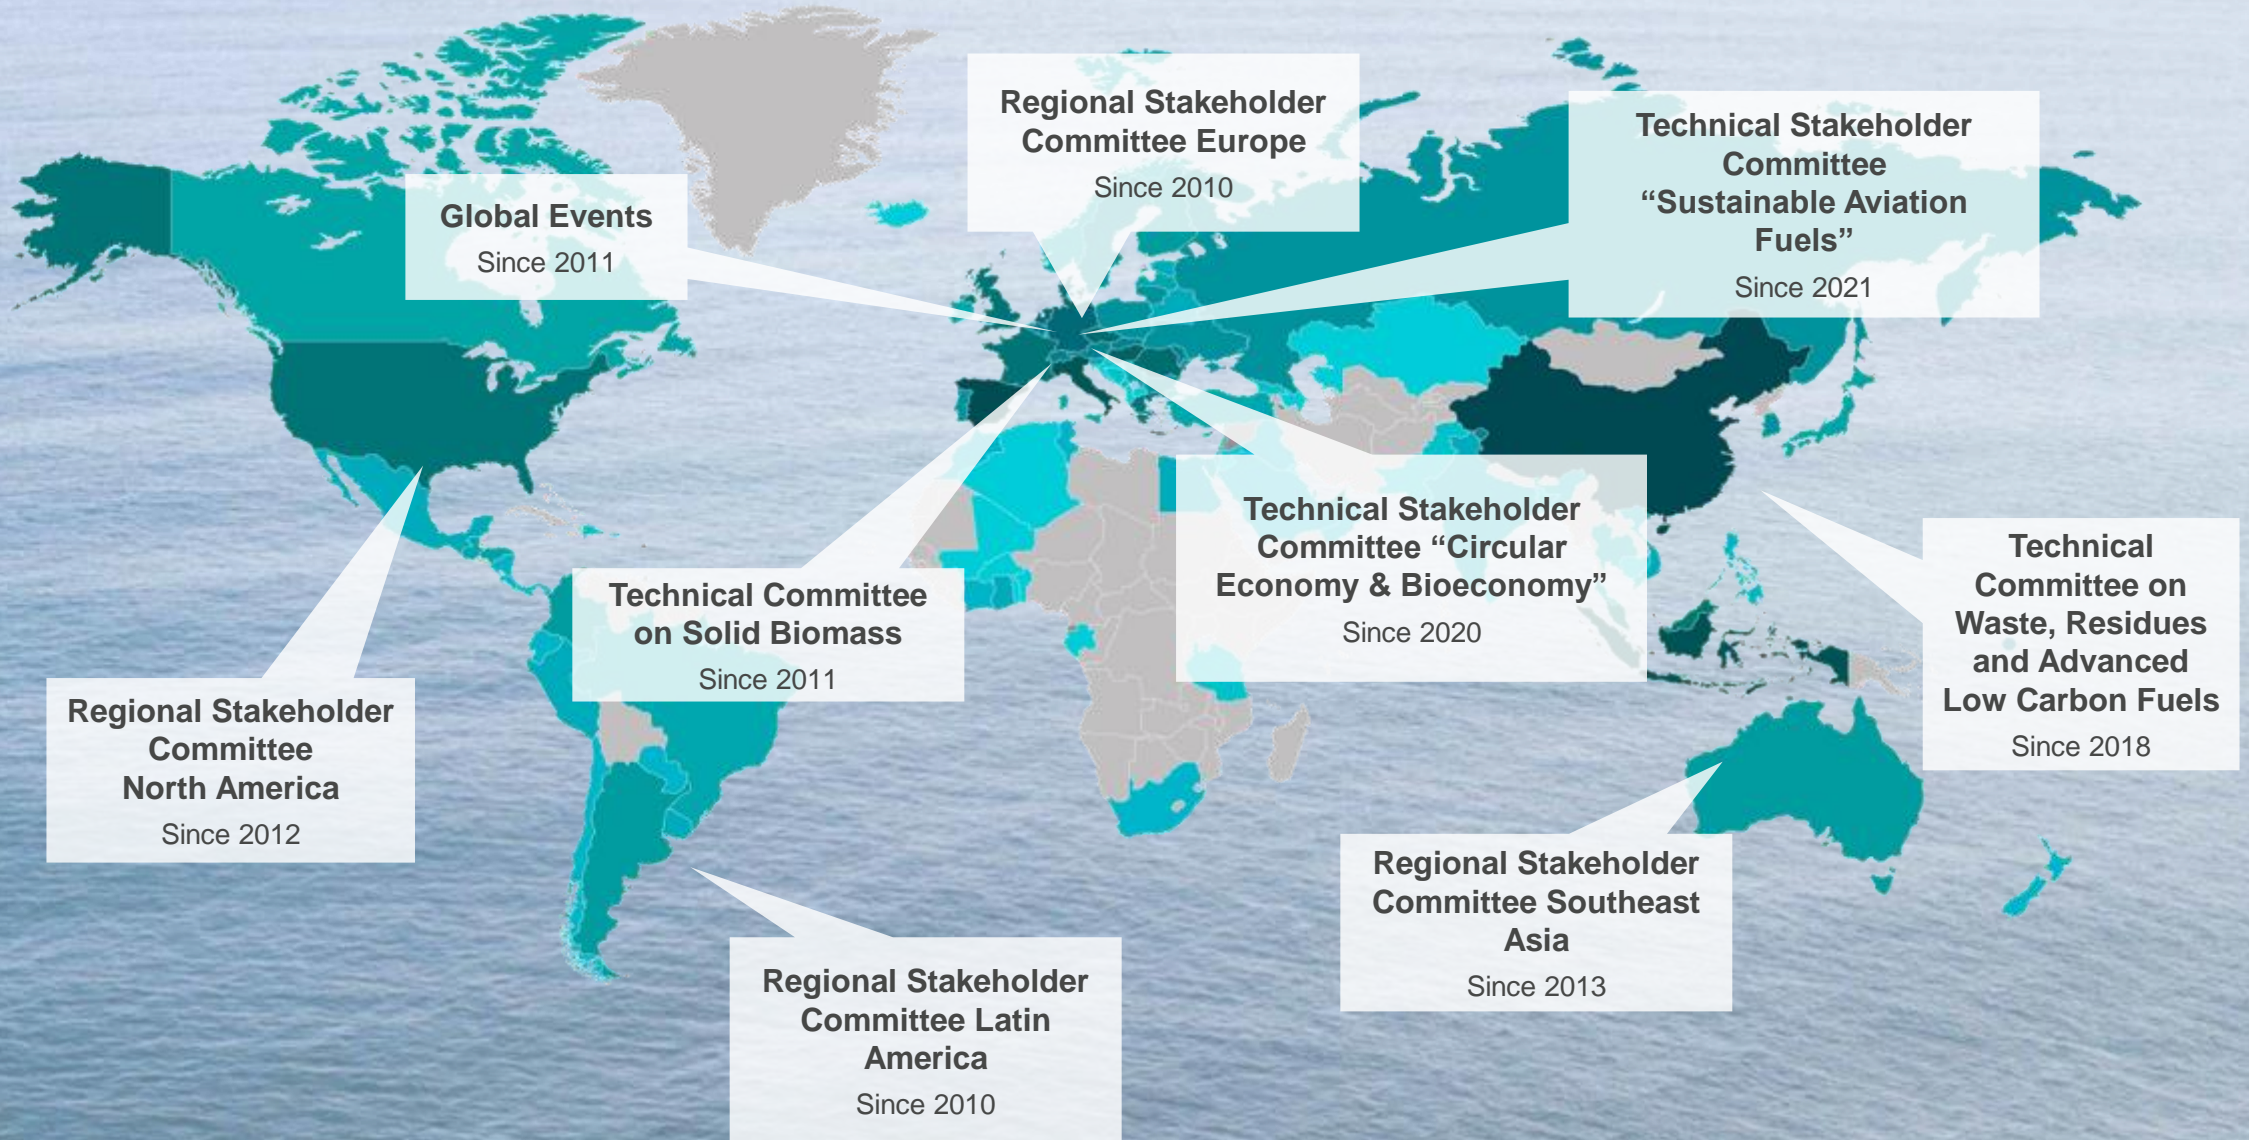 Regional Stakeholder
Committee Europe
Since 2010
Technical Stakeholder
Committee
“Sustainable Aviation
Fuels”
Since 2021
Global Events
Since 2011
Technical Stakeholder
Committee “Circular
Economy & Bioeconomy”
Since 2020
Technical
Committee on
Waste, Residues
and Advanced
Low Carbon Fuels
Since 2018
Technical Committee
on Solid Biomass
Since 2011
Regional Stakeholder
Committee
North America
Since 2012
Regional Stakeholder
Committee Southeast
Asia
Since 2013
Regional Stakeholder
Committee Latin
America
Since 2010